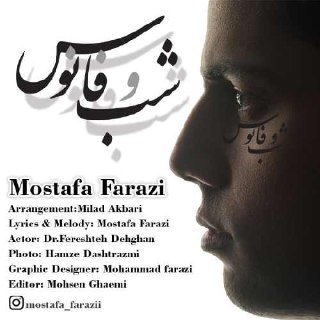 شب و فانوس
شب و فانوس
Mostafa Farazi
Arrangement:Milad Akbari
Lyrics & Melody: Mostafa Farazi
Actor: Dr.Fereshteh Dehghan
Photo: Hamze Dashtrazmi
Graphic Designer: Mohammad farazi
Editor: Mohsen Ghaemi
mostafa_farazii